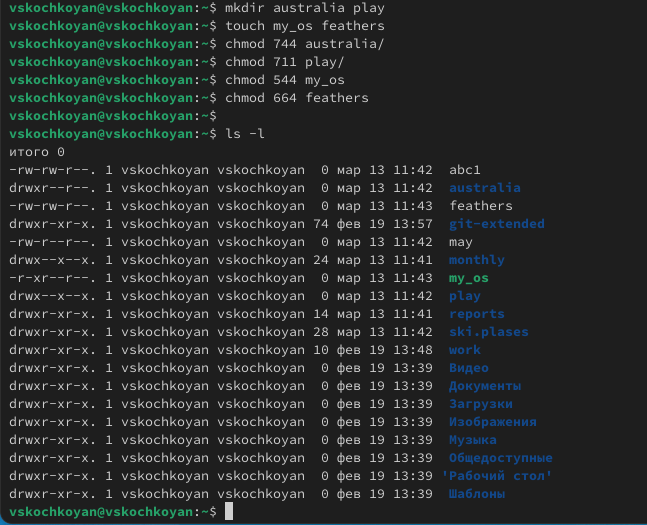 vskochkoyan@vskochkoyan:~$ mkdir australia play
vskochkoyan@vskochkoyan:~$ touch my_os feathers
vskochkoyan@vskochkoyan:~$ chmod 744 australia/
vskochkoyan@vskochkoyan:~$ chmod 711 play/
vskochkoyan@vskochkoyan:~$ chmod 544 my_os
vskochkoyan@vskochkoyan:~$ chmod 664 feathers
vskochkoyan@vskochkoyan:~$
vskochkoyan@vskochkoyan:~$ ls -l
итого 0
-rw-rw-r--. 1 vskochkoyan vskochkoyan  0 мар 13 11:42  abc1
drwxr--r--. 1 vskochkoyan vskochkoyan  0 мар 13 11:42  australia
-rw-rw-r--. 1 vskochkoyan vskochkoyan  0 мар 13 11:43  feathers
drwxr-xr-x. 1 vskochkoyan vskochkoyan 74 фев 19 13:57  git-extended
-rw-r--r--. 1 vskochkoyan vskochkoyan  0 мар 13 11:42  may
drwx--x--x. 1 vskochkoyan vskochkoyan 24 мар 13 11:41  monthly
-r-xr--r--. 1 vskochkoyan vskochkoyan  0 мар 13 11:43  my_os
drwx--x--x. 1 vskochkoyan vskochkoyan  0 мар 13 11:42  play
drwxr-xr-x. 1 vskochkoyan vskochkoyan 14 мар 13 11:41  reports
drwxr-xr-x. 1 vskochkoyan vskochkoyan 28 мар 13 11:42  ski.plases
drwxr-xr-x. 1 vskochkoyan vskochkoyan 10 фев 19 13:48  work
drwxr-xr-x. 1 vskochkoyan vskochkoyan  0 фев 19 13:39  Видео
drwxr-xr-x. 1 vskochkoyan vskochkoyan  0 фев 19 13:39  Документы
drwxr-xr-x. 1 vskochkoyan vskochkoyan  0 фев 19 13:39  Загрузки
drwxr-xr-x. 1 vskochkoyan vskochkoyan  0 фев 19 13:39  Изображения
drwxr-xr-x. 1 vskochkoyan vskochkoyan  0 фев 19 13:39  Музыка
drwxr-xr-x. 1 vskochkoyan vskochkoyan  0 фев 19 13:39  Общедоступные
drwxr-xr-x. 1 vskochkoyan vskochkoyan  0 фев 19 13:39 'Рабочий стол'
drwxr-xr-x. 1 vskochkoyan vskochkoyan  0 фев 19 13:39  Шаблоны
vskochkoyan@vskochkoyan:~$